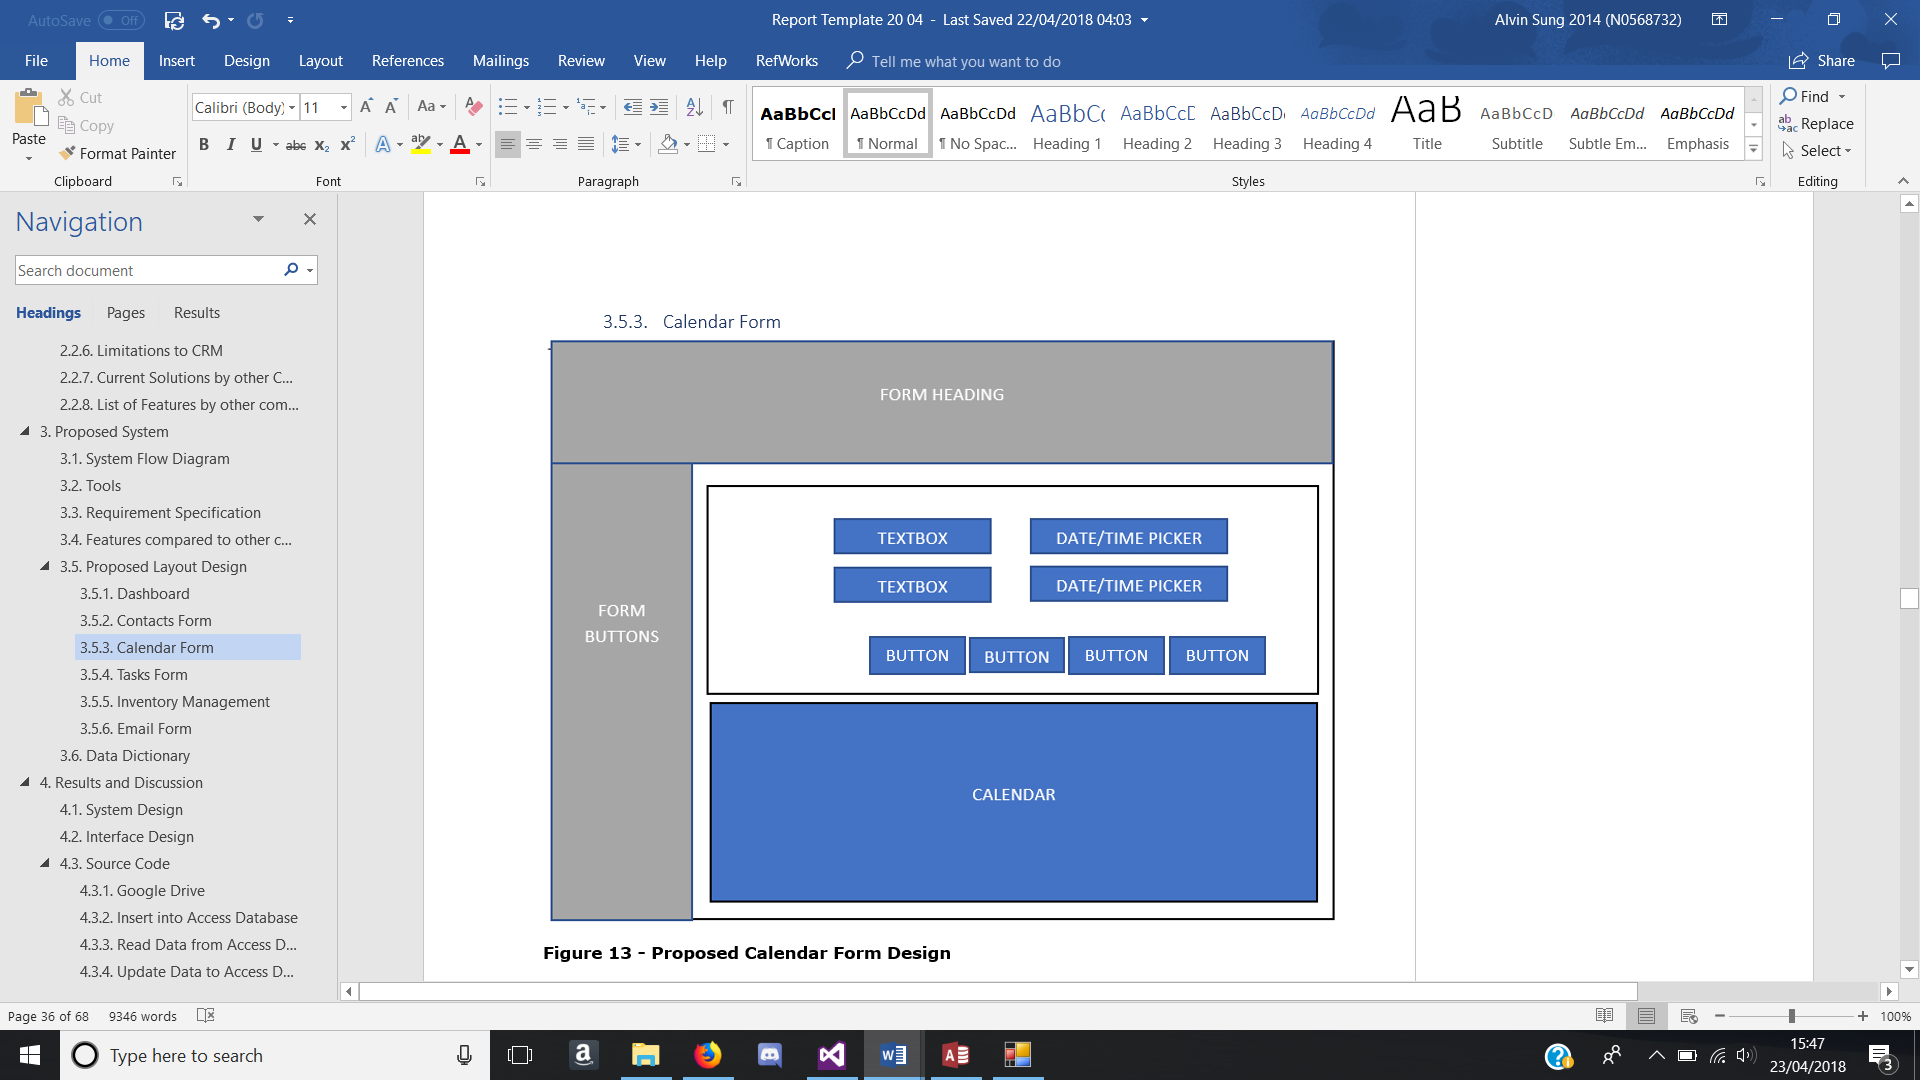 AutoSave Off
Report Template 20 04 - Last Saved 22/04/2018 04:03
Alvin Sung 2014 (N0568732)
File Home Insert Design Layout References Mailings Review View Help RefWorks Tell me what you want to do Share
Paste
Cut
Copy
Format Painter
Clipboard
Calibri (Body) 11
Font
Paragraph
AaBbCcI AaBbCcDd AaBbCcDd AaBbCc AaBbCcD AaBbCcDc AaBbCcDd AaB AaBbCcD AaBbCcDd AaBbCcDd
¶ Caption ¶ Normal ¶ No Spac... Heading 1 Heading 2 Heading 3 Heading 4 Title Subtitle Subtle Em... Emphasis
Styles
Find
Replace
Select
Editing
Navigation
Search document
Headings Pages Results
2.2.6. Limitations to CRM
2.2.7. Current Solutions by other C...
2.2.8. List of Features by other com...
3. Proposed System
3.1. System Flow Diagram
3.2. Tools
3.3. Requirement Specification
3.4. Features compared to other c...
3.5. Proposed Layout Design
3.5.1. Dashboard
3.5.2. Contacts Form
3.5.3. Calendar Form
3.5.4. Tasks Form
3.5.5. Inventory Management
3.5.6. Email Form
3.6. Data Dictionary
4. Results and Discussion
4.1. System Design
4.2. Interface Design
4.3. Source Code
4.3.1. Google Drive
4.3.2. Insert into Access Database
4.3.3. Read Data from Access D...
4.3.4. Update Data to Access D...
3.5.3. Calendar Form
FORM HEADING
FORM
BUTTONS
TEXTBOX DATE/TIME PICKER
TEXTBOX DATE/TIME PICKER
BUTTON BUTTON BUTTON BUTTON
CALENDAR
Figure 13 - Proposed Calendar Form Design
Page 36 of 68 9346 words
100%
Type here to search
15:47
23/04/2018
3